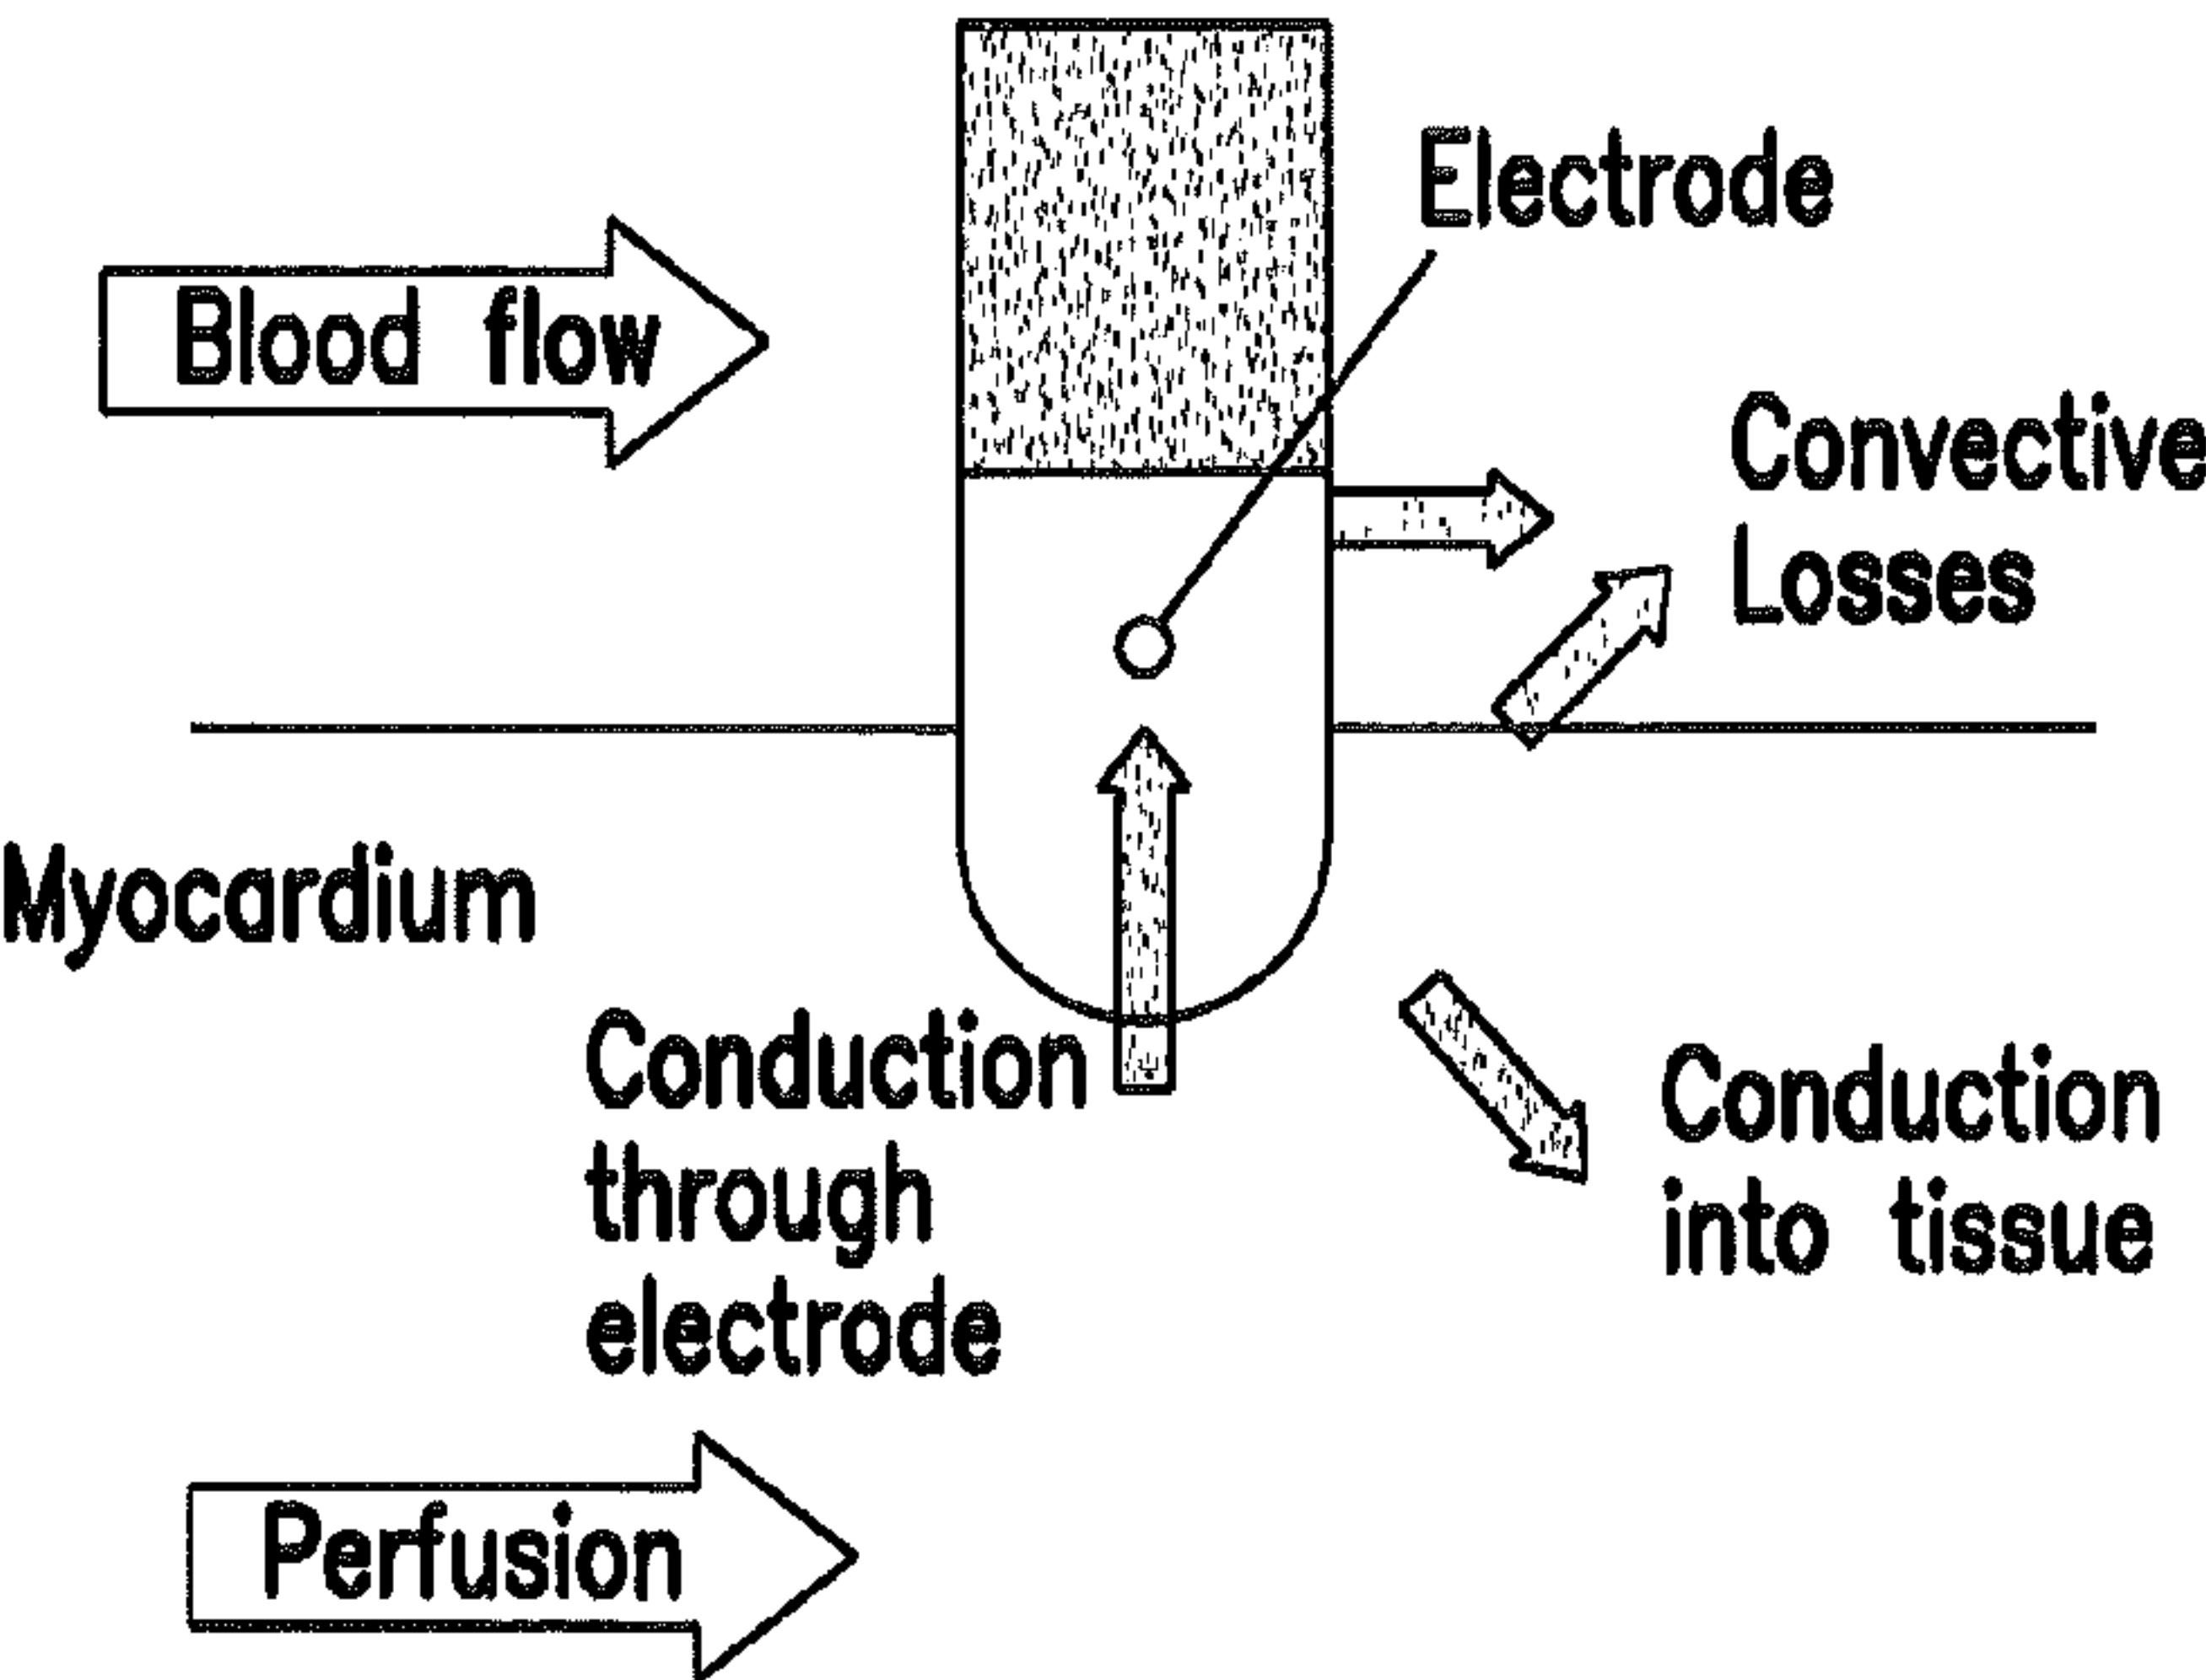 Electrode
Blood flow
Convective
Losses
Myocardium
Conduction
through
electrode
Conduction
into tissue
Perfusion